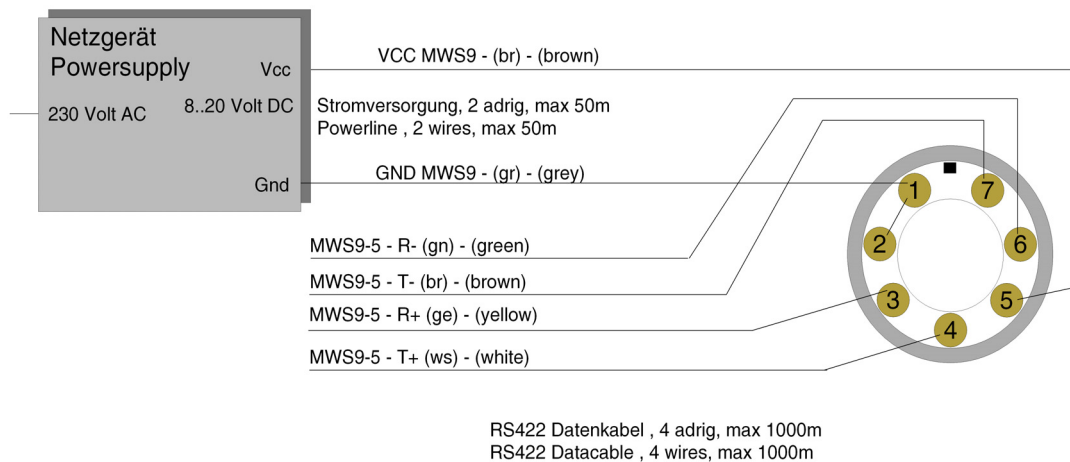 Netzgerät
Powersupply
Vcc
230 Volt AC
8..20 Volt DC
Gnd
VCC MWS9 - (br) - (brown)
Stromversorgung, 2 adrig, max 50m
Powerline , 2 wires, max 50m
GND MWS9 - (gr) - (grey)
MWS9-5 - R- (gn) - (green)
MWS9-5 - T- (br) - (brown)
MWS9-5 - R+ (ge) - (yellow)
MWS9-5 - T+ (ws) - (white)
1
7
2
6
3
5
4
RS422 Datenkabel , 4 adrig, max 1000m
RS422 Datacable , 4 wires, max 1000m